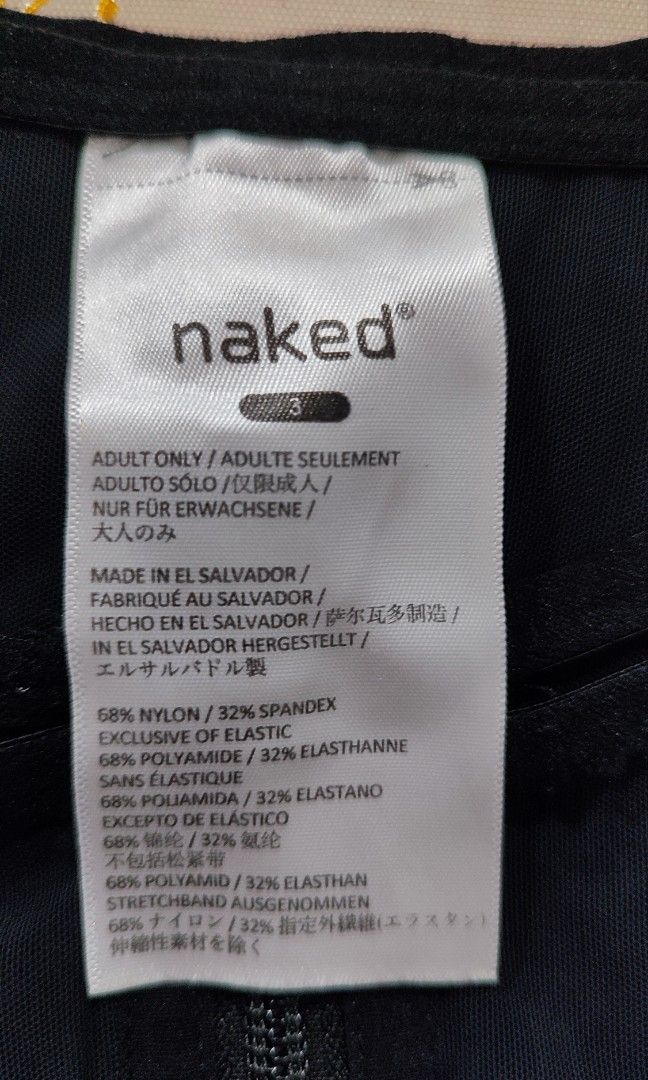 naked®
3
ADULT ONLY / ADULTE SEULEMENT
ADULTO SÓLO /仅限成人 /
NUR FÜR ERWACHSENE /
大人のみ
MADE IN EL SALVADOR /
FABRIQUÉ AU SALVADOR /
HECHO EN EL SALVADOR / 萨尔瓦多制造 /
IN EL SALVADOR HERGESTELLT /
エルサルバドル製
68% NYLON / 32% SPANDEX
EXCLUSIVE OF ELASTIC
68% POLYAMIDE / 32% ELASTHANNE
SANS ÉLASTIQUE
68% POLIAMIDA / 32% ELASTANO
EXCEPTO DE ELÁSTICO
68% 锦纶 / 32% 氨纶
不包括松紧带
68% POLYAMID / 32% ELASTHAN
STRETCHBAND AUSGENOMMEN
68% ナイロン / 32% 指定外繊維(エラスタン)
伸縮性素材を除く